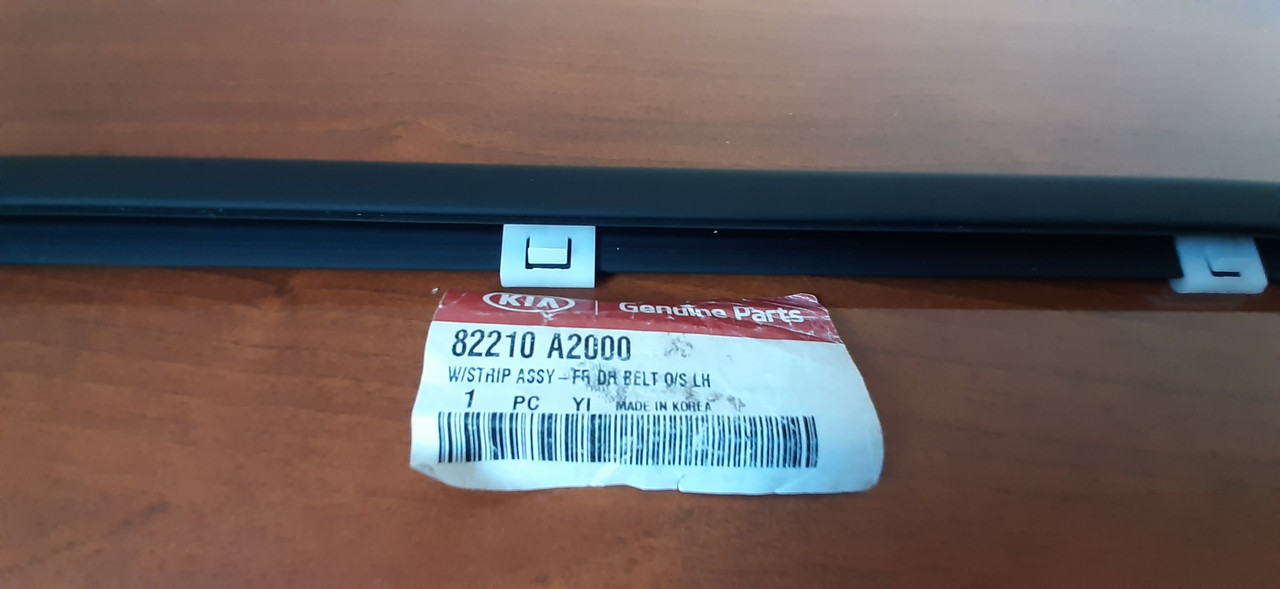 KIA Genuine Parts
82210 A2000
W/STRIP ASSY-FR DR BELT O/S LH
1 PC YI MADE IN KOREA